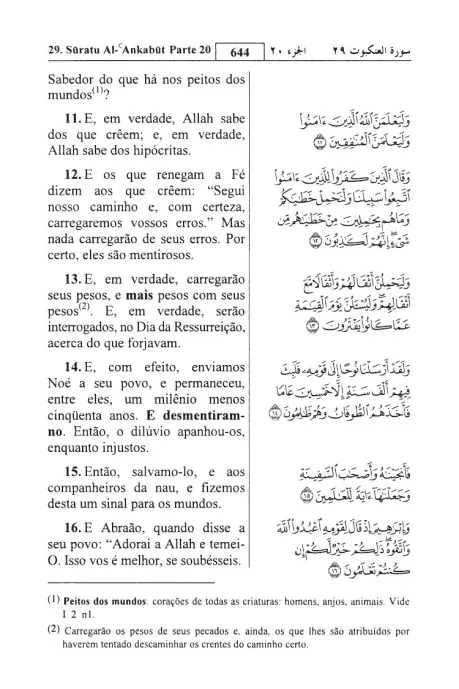 29. Sūratu Al-ᶜAnkabūt Parte 20
644
الجزء ٢٠
سورة العنكبوت ٢٩
Sabedor do que há nos peitos dos
mundos(1)?
11. E, em verdade, Allah sabe
dos que crêem; e, em verdade,
Allah sabe dos hipócritas.
12. E os que renegam a Fé
dizem aos que crêem: “Segui
nosso caminho e, com certeza,
carregaremos vossos erros.” Mas
nada carregarão de seus erros. Por
certo, eles são mentirosos.
13. E, em verdade, carregarão
seus pesos, e mais pesos com seus
pesos(2). E, em verdade, serão
interrogados, no Dia da Ressurreição,
acerca do que forjavam.
14. E, com efeito, enviamos
Noé a seu povo, e permaneceu,
entre eles, um milênio menos
cinqüenta anos. E desmentiram-
no. Então, o dilúvio apanhou-os,
enquanto injustos.
15. Então, salvamo-lo, e aos
companheiros da nau, e fizemos
desta um sinal para os mundos.
16. E Abraão, quando disse a
seu povo: “Adorai a Allah e temei-
O. Isso vos é melhor, se soubésseis.
وَلَيَعْلَمَنَّ ٱللَّهُ ٱلَّذِينَ ءَامَنُوا۟
وَلَيَعْلَمَنَّ ٱلْمُنَٰفِقِينَ ١١
وَقَالَ ٱلَّذِينَ كَفَرُوا۟ لِلَّذِينَ ءَامَنُوا۟
ٱتَّبِعُوا۟ سَبِيلَنَا وَلْنَحْمِلْ خَطَٰيَٰكُمْ
وَمَا هُم بِحَٰمِلِينَ مِنْ خَطَٰيَٰهُم مِّن
شَىْءٍ إِنَّهُمْ لَكَٰذِبُونَ ١٢
وَلَيَحْمِلُنَّ أَثْقَالَهُمْ وَأَثْقَالًا مَّعَ
أَثْقَالِهِمْ وَلَيُسْـَٔلُنَّ يَوْمَ ٱلْقِيَٰمَةِ
عَمَّا كَانُوا۟ يَفْتَرُونَ ١٣
وَلَقَدْ أَرْسَلْنَا نُوحًا إِلَىٰ قَوْمِهِۦ فَلَبِثَ
فِيهِمْ أَلْفَ سَنَةٍ إِلَّا خَمْسِينَ عَامًا
فَأَخَذَهُمُ ٱلطُّوفَانُ وَهُمْ ظَٰلِمُونَ ١٤
فَأَنجَيْنَٰهُ وَأَصْحَٰبَ ٱلسَّفِينَةِ
وَجَعَلْنَٰهَآ ءَايَةً لِّلْعَٰلَمِينَ ١٥
وَإِبْرَٰهِيمَ إِذْ قَالَ لِقَوْمِهِ ٱعْبُدُوا۟ ٱللَّهَ
وَٱتَّقُوهُ ذَٰلِكُمْ خَيْرٌ لَّكُمْ إِن
كُنتُمْ تَعْلَمُونَ ١٦
(1) Peitos dos mundos: corações de todas as criaturas: homens, anjos, animais. Vide
I 2 n1.
(2) Carregarão os pesos de seus pecados e, ainda, os que lhes são atribuídos por
haverem tentado descaminhar os crentes do caminho certo.